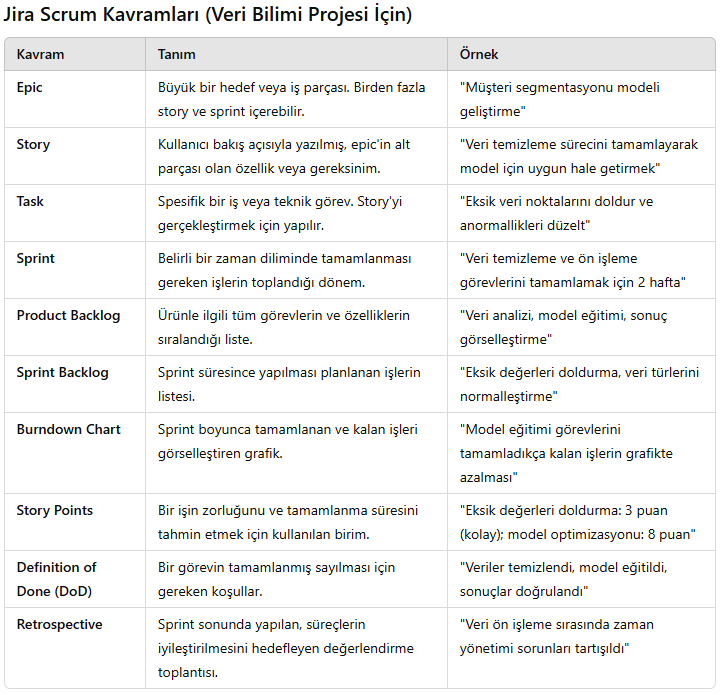 Jira Scrum Kavramları (Veri Bilimi Projesi İçin)
Kavram Tanım Örnek
Epic
Büyük bir hedef veya iş parçası. Birden fazla
story ve sprint içerebilir.
"Müşteri segmentasyonu modeli
geliştirme"
Story
Kullanıcı bakış açısıyla yazılmış, epic'in alt
parçası olan özellik veya gereksinim.
"Veri temizleme sürecini tamamlayarak
model için uygun hale getirmek"
Task
Spesifik bir iş veya teknik görev. Story'yi
gerçekleştirmek için yapılır.
"Eksik veri noktalarını doldur ve
anormallikleri düzelt"
Sprint
Belirli bir zaman diliminde tamamlanması
gereken işlerin toplandığı dönem.
"Veri temizleme ve ön işleme
görevlerini tamamlamak için 2 hafta"
Product Backlog
Ürünle ilgili tüm görevlerin ve özelliklerin
sıralandığı liste.
"Veri analizi, model eğitimi, sonuç
görselleştirme"
Sprint Backlog
Sprint süresince yapılması planlanan işlerin
listesi.
"Eksik değerleri doldurma, veri türlerini
normalleştirme"
Burndown Chart
Sprint boyunca tamamlanan ve kalan işleri
görselleştiren grafik.
"Model eğitimi görevlerini
tamamladıkça kalan işlerin grafikte
azalması"
Story Points
Bir işin zorluğunu ve tamamlanma süresini
tahmin etmek için kullanılan birim.
"Eksik değerleri doldurma: 3 puan
(kolay); model optimizasyonu: 8 puan"
Definition of
Done (DoD)
Bir görevin tamamlanmış sayılması için
gereken koşullar.
"Veriler temizlendi, model eğitildi,
sonuçlar doğrulandı"
Retrospective
Sprint sonunda yapılan, süreçlerin
iyileştirilmesini hedefleyen değerlendirme
toplantısı.
"Veri ön işleme sırasında zaman
yönetimi sorunları tartışıldı"